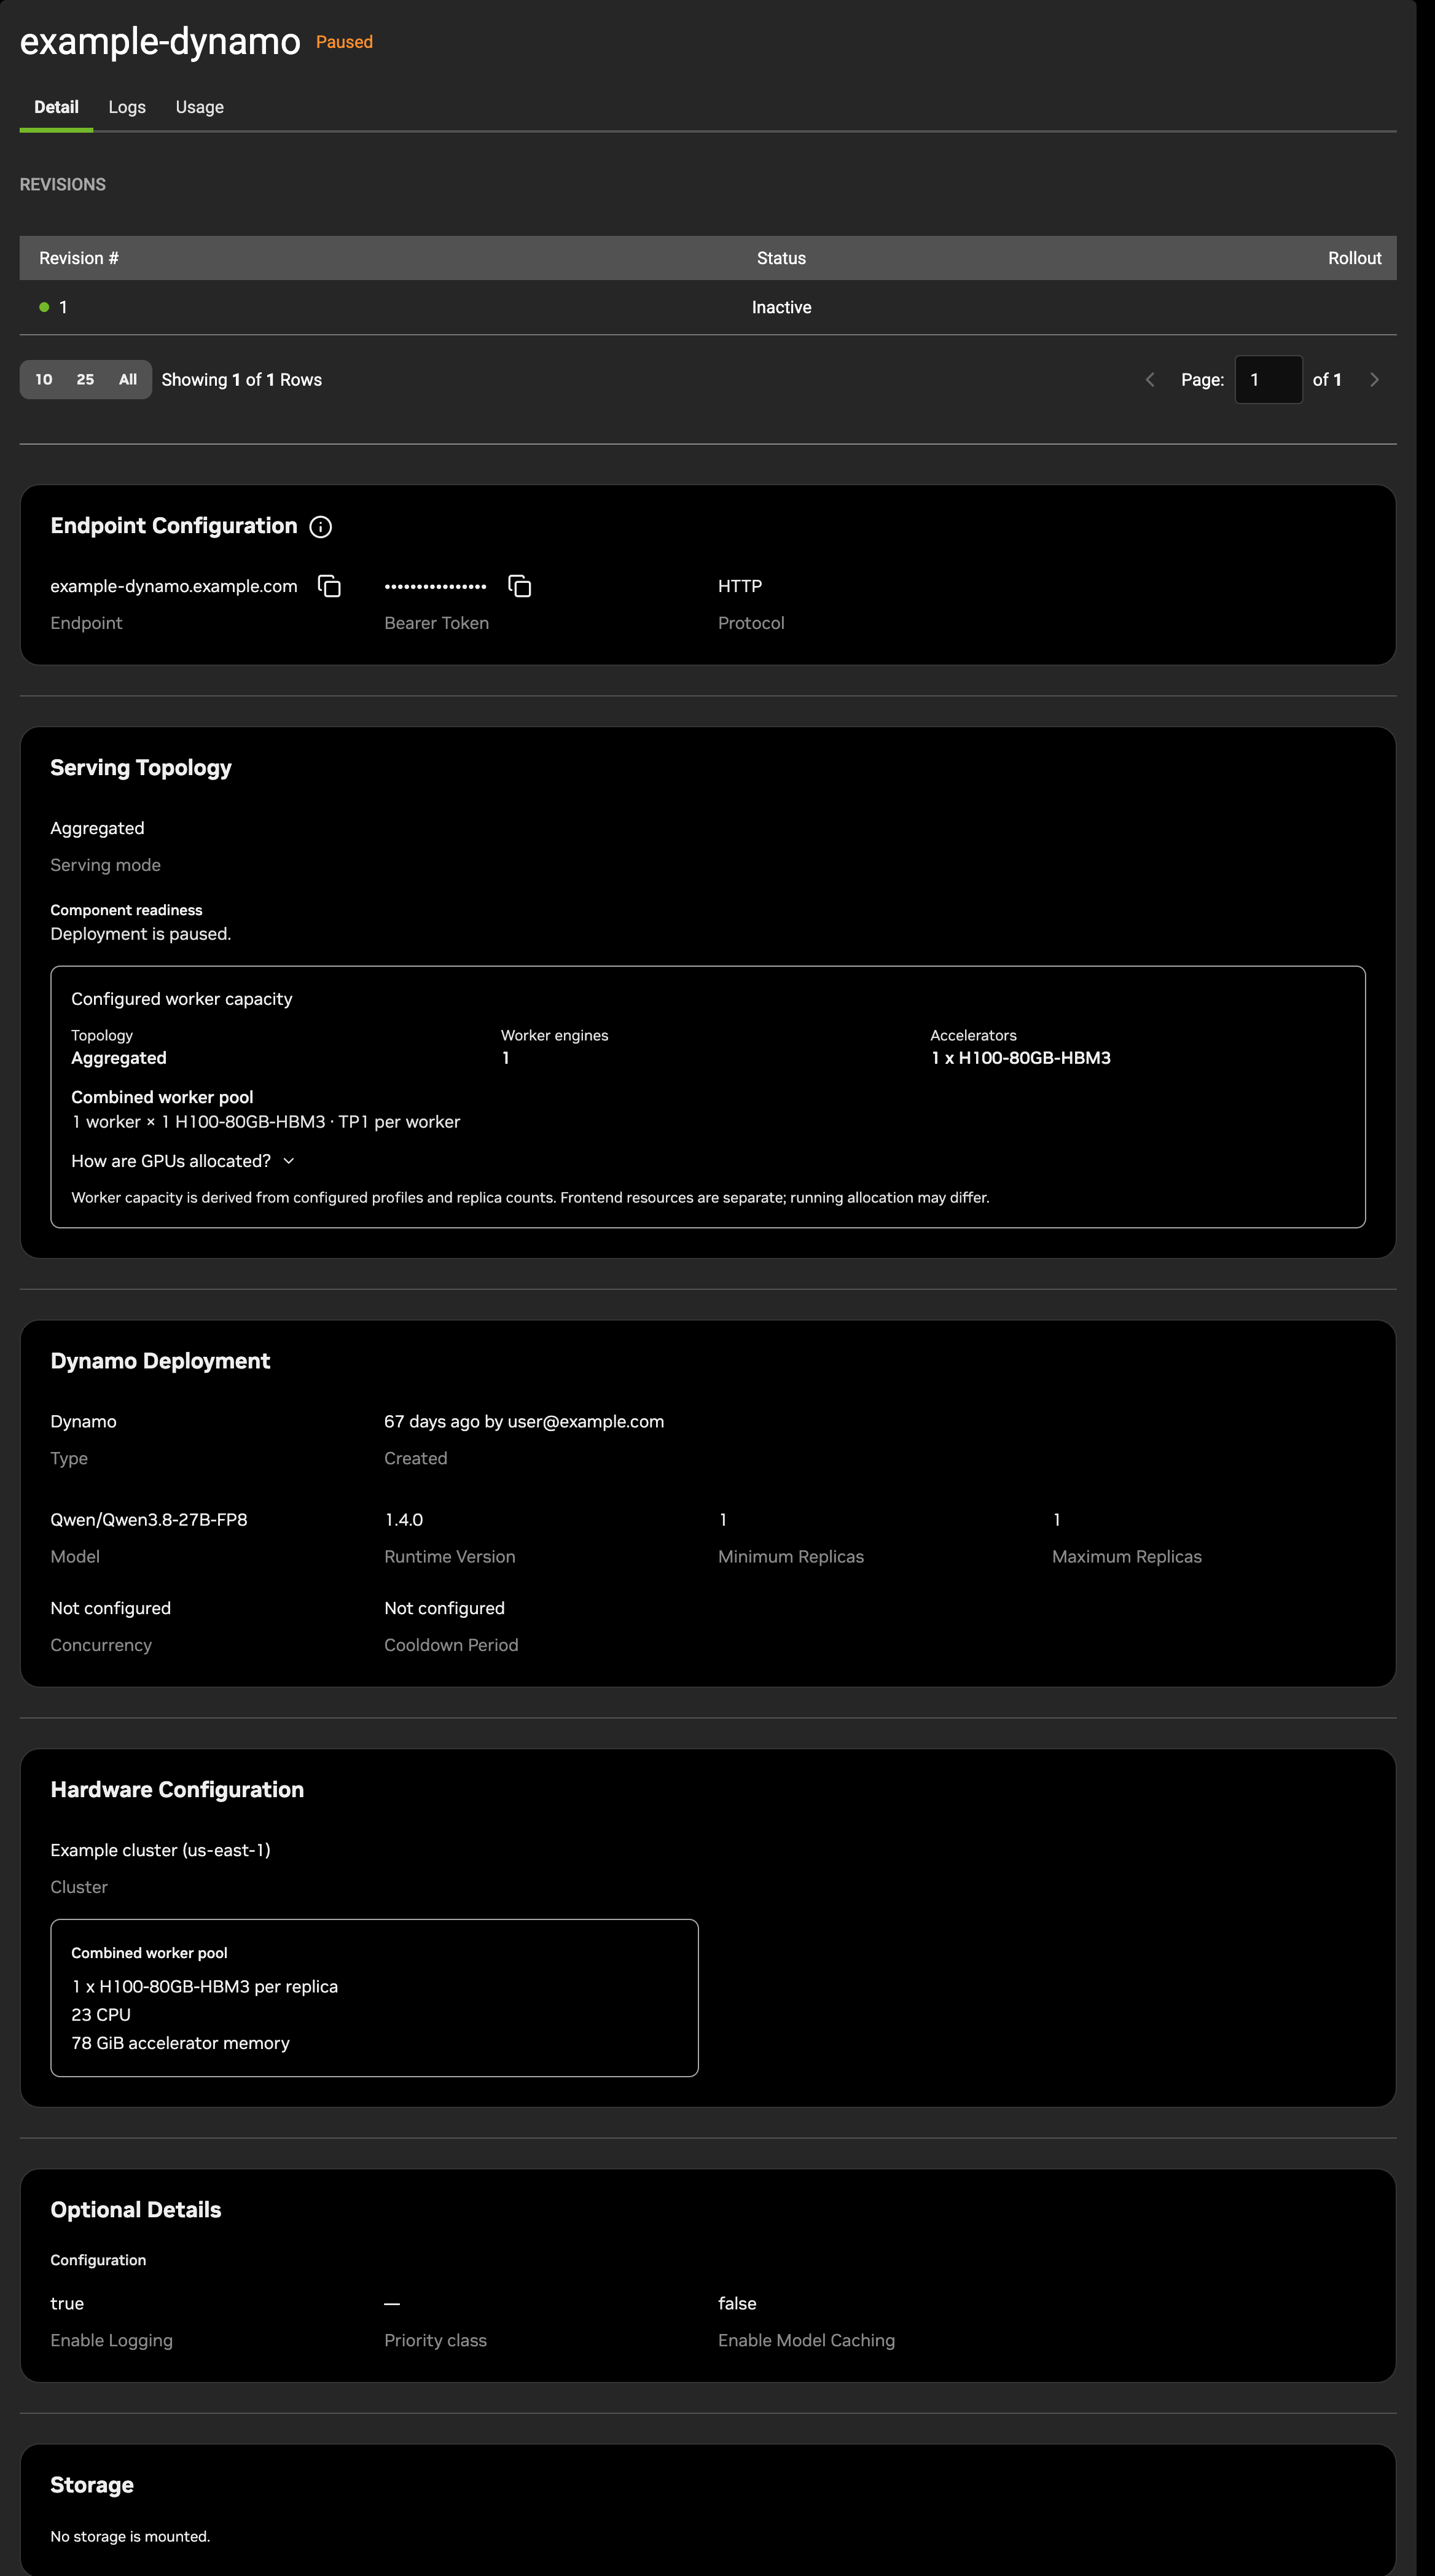 example-dynamo Paused
Detail Logs Usage
REVISIONS
Revision # Status Rollout
1 Inactive
10 25 All Showing 1 of 1 Rows Page: 1 of 1
Endpoint Configuration
example-dynamo.example.com •••••••••••••••• HTTP
Endpoint Bearer Token Protocol
Serving Topology
Aggregated
Serving mode
Component readiness
Deployment is paused.
Configured worker capacity
Topology Worker engines Accelerators
Aggregated 1 1 x H100-80GB-HBM3
Combined worker pool
1 worker × 1 H100-80GB-HBM3 · TP1 per worker
How are GPUs allocated?
Worker capacity is derived from configured profiles and replica counts. Frontend resources are separate; running allocation may differ.
Dynamo Deployment
Dynamo 67 days ago by user@example.com
Type Created
Qwen/Qwen3.8-27B-FP8 1.4.0 1 1
Model Runtime Version Minimum Replicas Maximum Replicas
Not configured Not configured
Concurrency Cooldown Period
Hardware Configuration
Example cluster (us-east-1)
Cluster
Combined worker pool
1 x H100-80GB-HBM3 per replica
23 CPU
78 GiB accelerator memory
Optional Details
Configuration
true — false
Enable Logging Priority class Enable Model Caching
Storage
No storage is mounted.